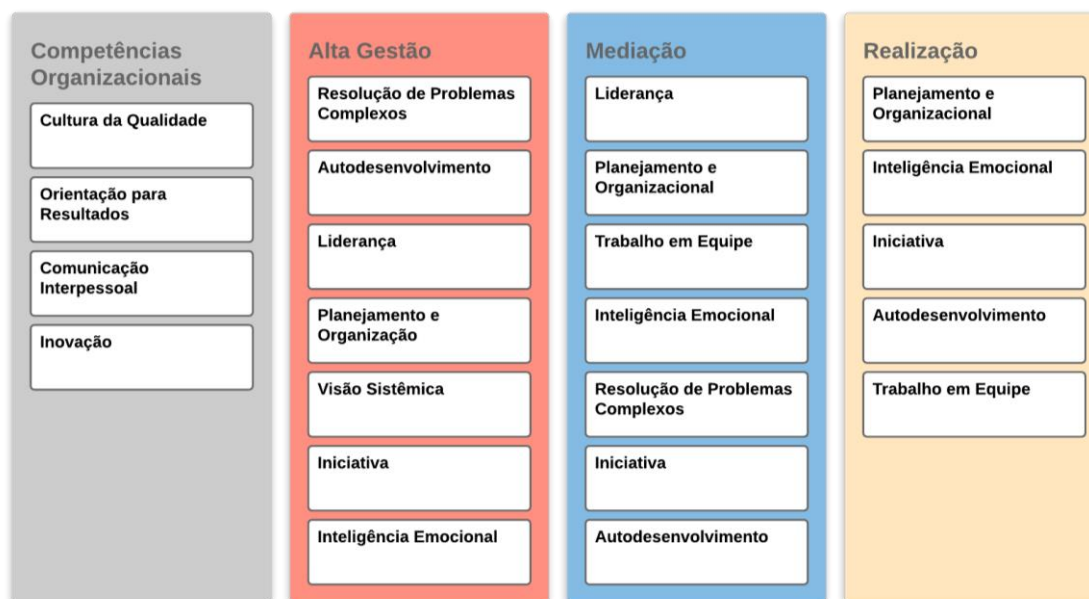 Competências
Organizacionais
Cultura da Qualidade
Orientação para
Resultados
Comunicação
Interpessoal
Inovação
Alta Gestão
Resolução de Problemas
Complexos
Autodesenvolvimento
Liderança
Planejamento e
Organização
Visão Sistêmica
Iniciativa
Inteligência Emocional
Mediação
Liderança
Planejamento e
Organizacional
Trabalho em Equipe
Inteligência Emocional
Resolução de Problemas
Complexos
Iniciativa
Autodesenvolvimento
Realização
Planejamento e
Organizacional
Inteligência Emocional
Iniciativa
Autodesenvolvimento
Trabalho em Equipe